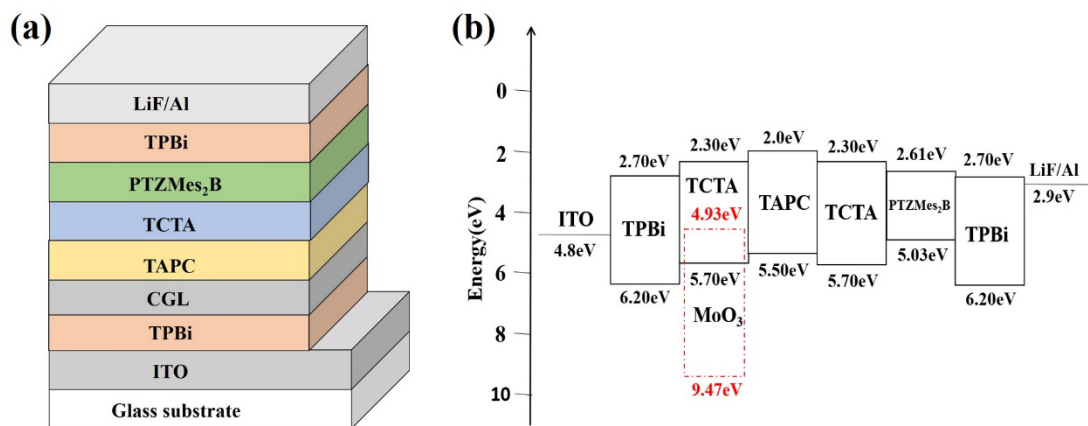 (a)
LiF/Al
TPBi
PTZMes₂B
TCTA
TAPC
CGL
TPBi
ITO
Glass substrate
(b)
Energy(eV)
0
2
4
6
8
10
ITO
4.8eV
2.70eV
TPBi
6.20eV
2.30eV
TCTA
4.93eV
5.70eV
MoO₃
9.47eV
2.0eV
TAPC
5.50eV
2.30eV
TCTA
5.70eV
2.61eV
PTZMes₂B
5.03eV
2.70eV
TPBi
6.20eV
LiF/Al
2.9eV